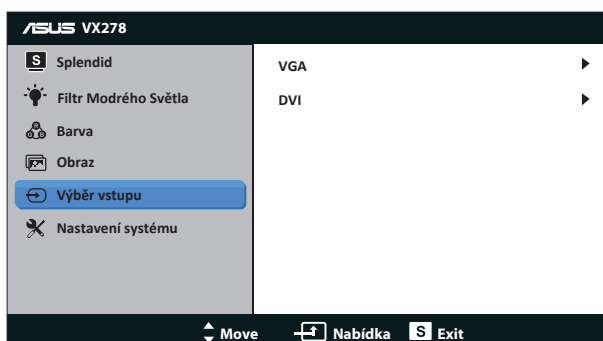 ASUS VX278
S Splendid
Filtr Modrého Světla
Barva
Obraz
Výběr vstupu
Nastavení systému
VGA
DVI
Move Nabídka S Exit